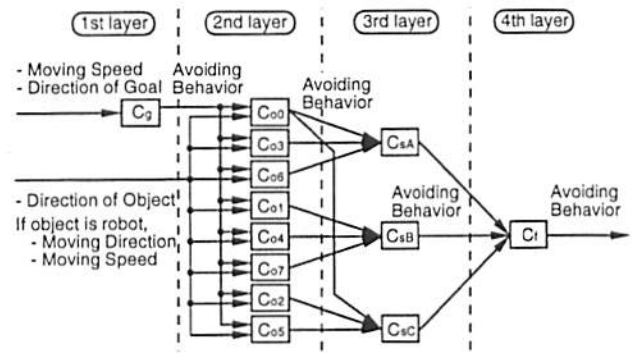 1st layer
2nd layer
3rd layer
4th layer
- Moving Speed
- Direction of Goal
Avoiding
Behavior
Cg
Co0
Co3
Co6
Co1
Co4
Co7
Co2
Co5
Avoiding
Behavior
CsA
CsB
CsC
Avoiding
Behavior
Cf
Avoiding
Behavior
- Direction of Object
If object is robot,
- Moving Direction
- Moving Speed